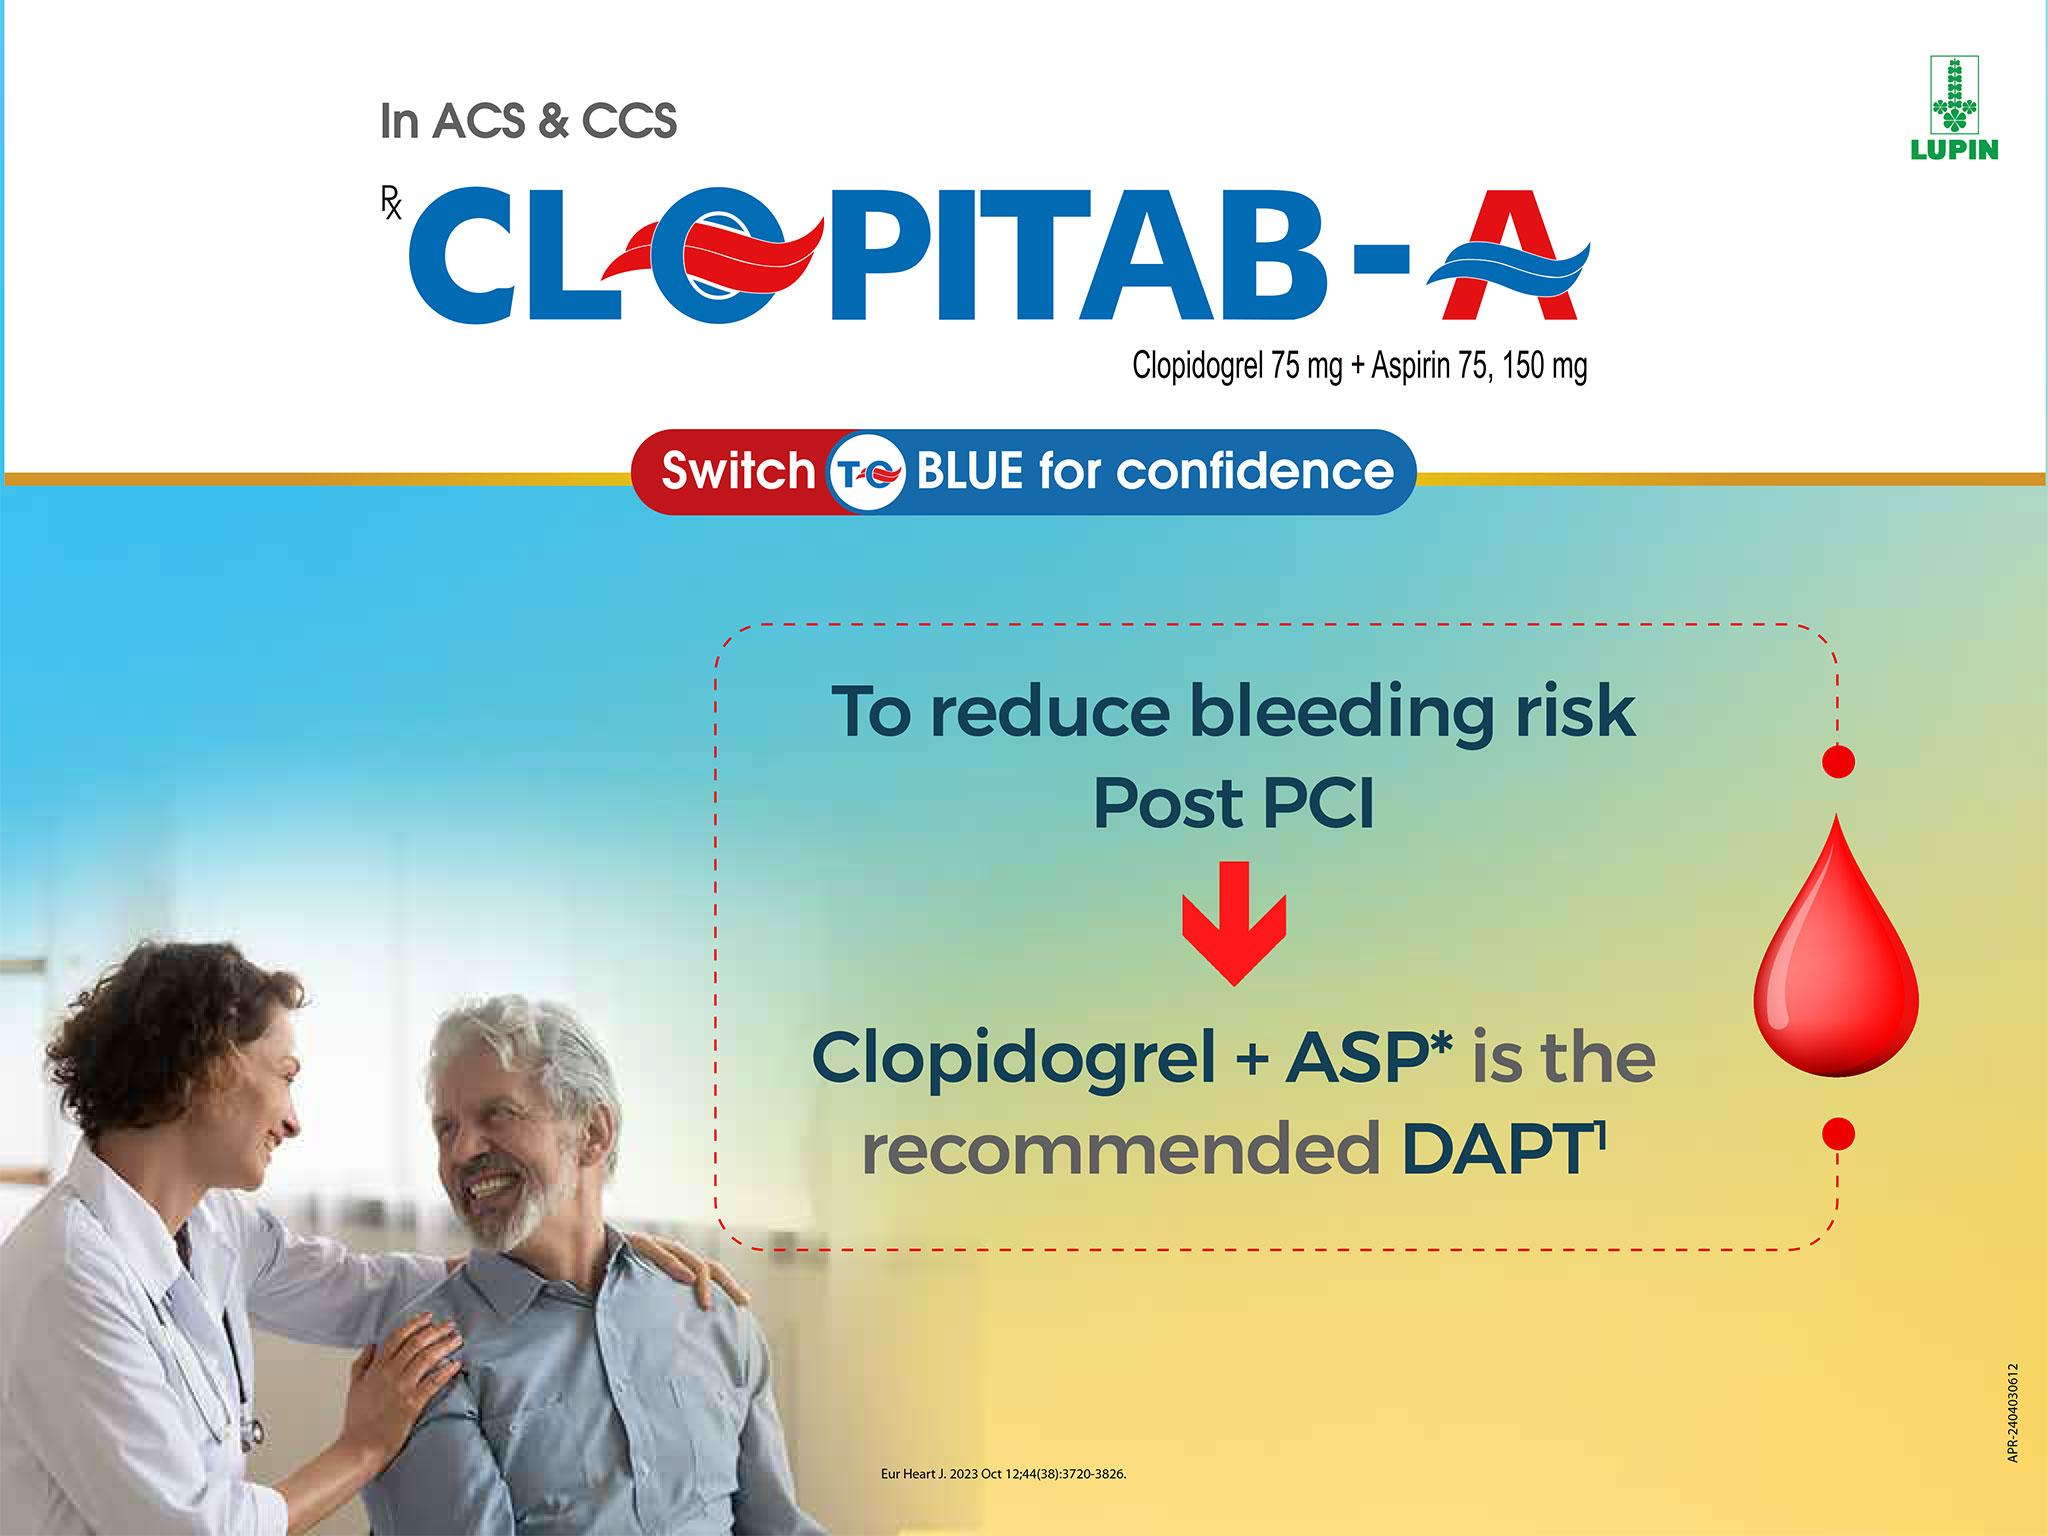 In ACS & CCS
LUPIN
Rx CLOPITAB-A
Clopidogrel 75 mg + Aspirin 75, 150 mg
Switch TO BLUE for confidence
To reduce bleeding risk
Post PCI
Clopidogrel + ASP* is the
recommended DAPT¹
Eur Heart J. 2023 Oct 12;44(38):3720-3826.
APR-2404030612